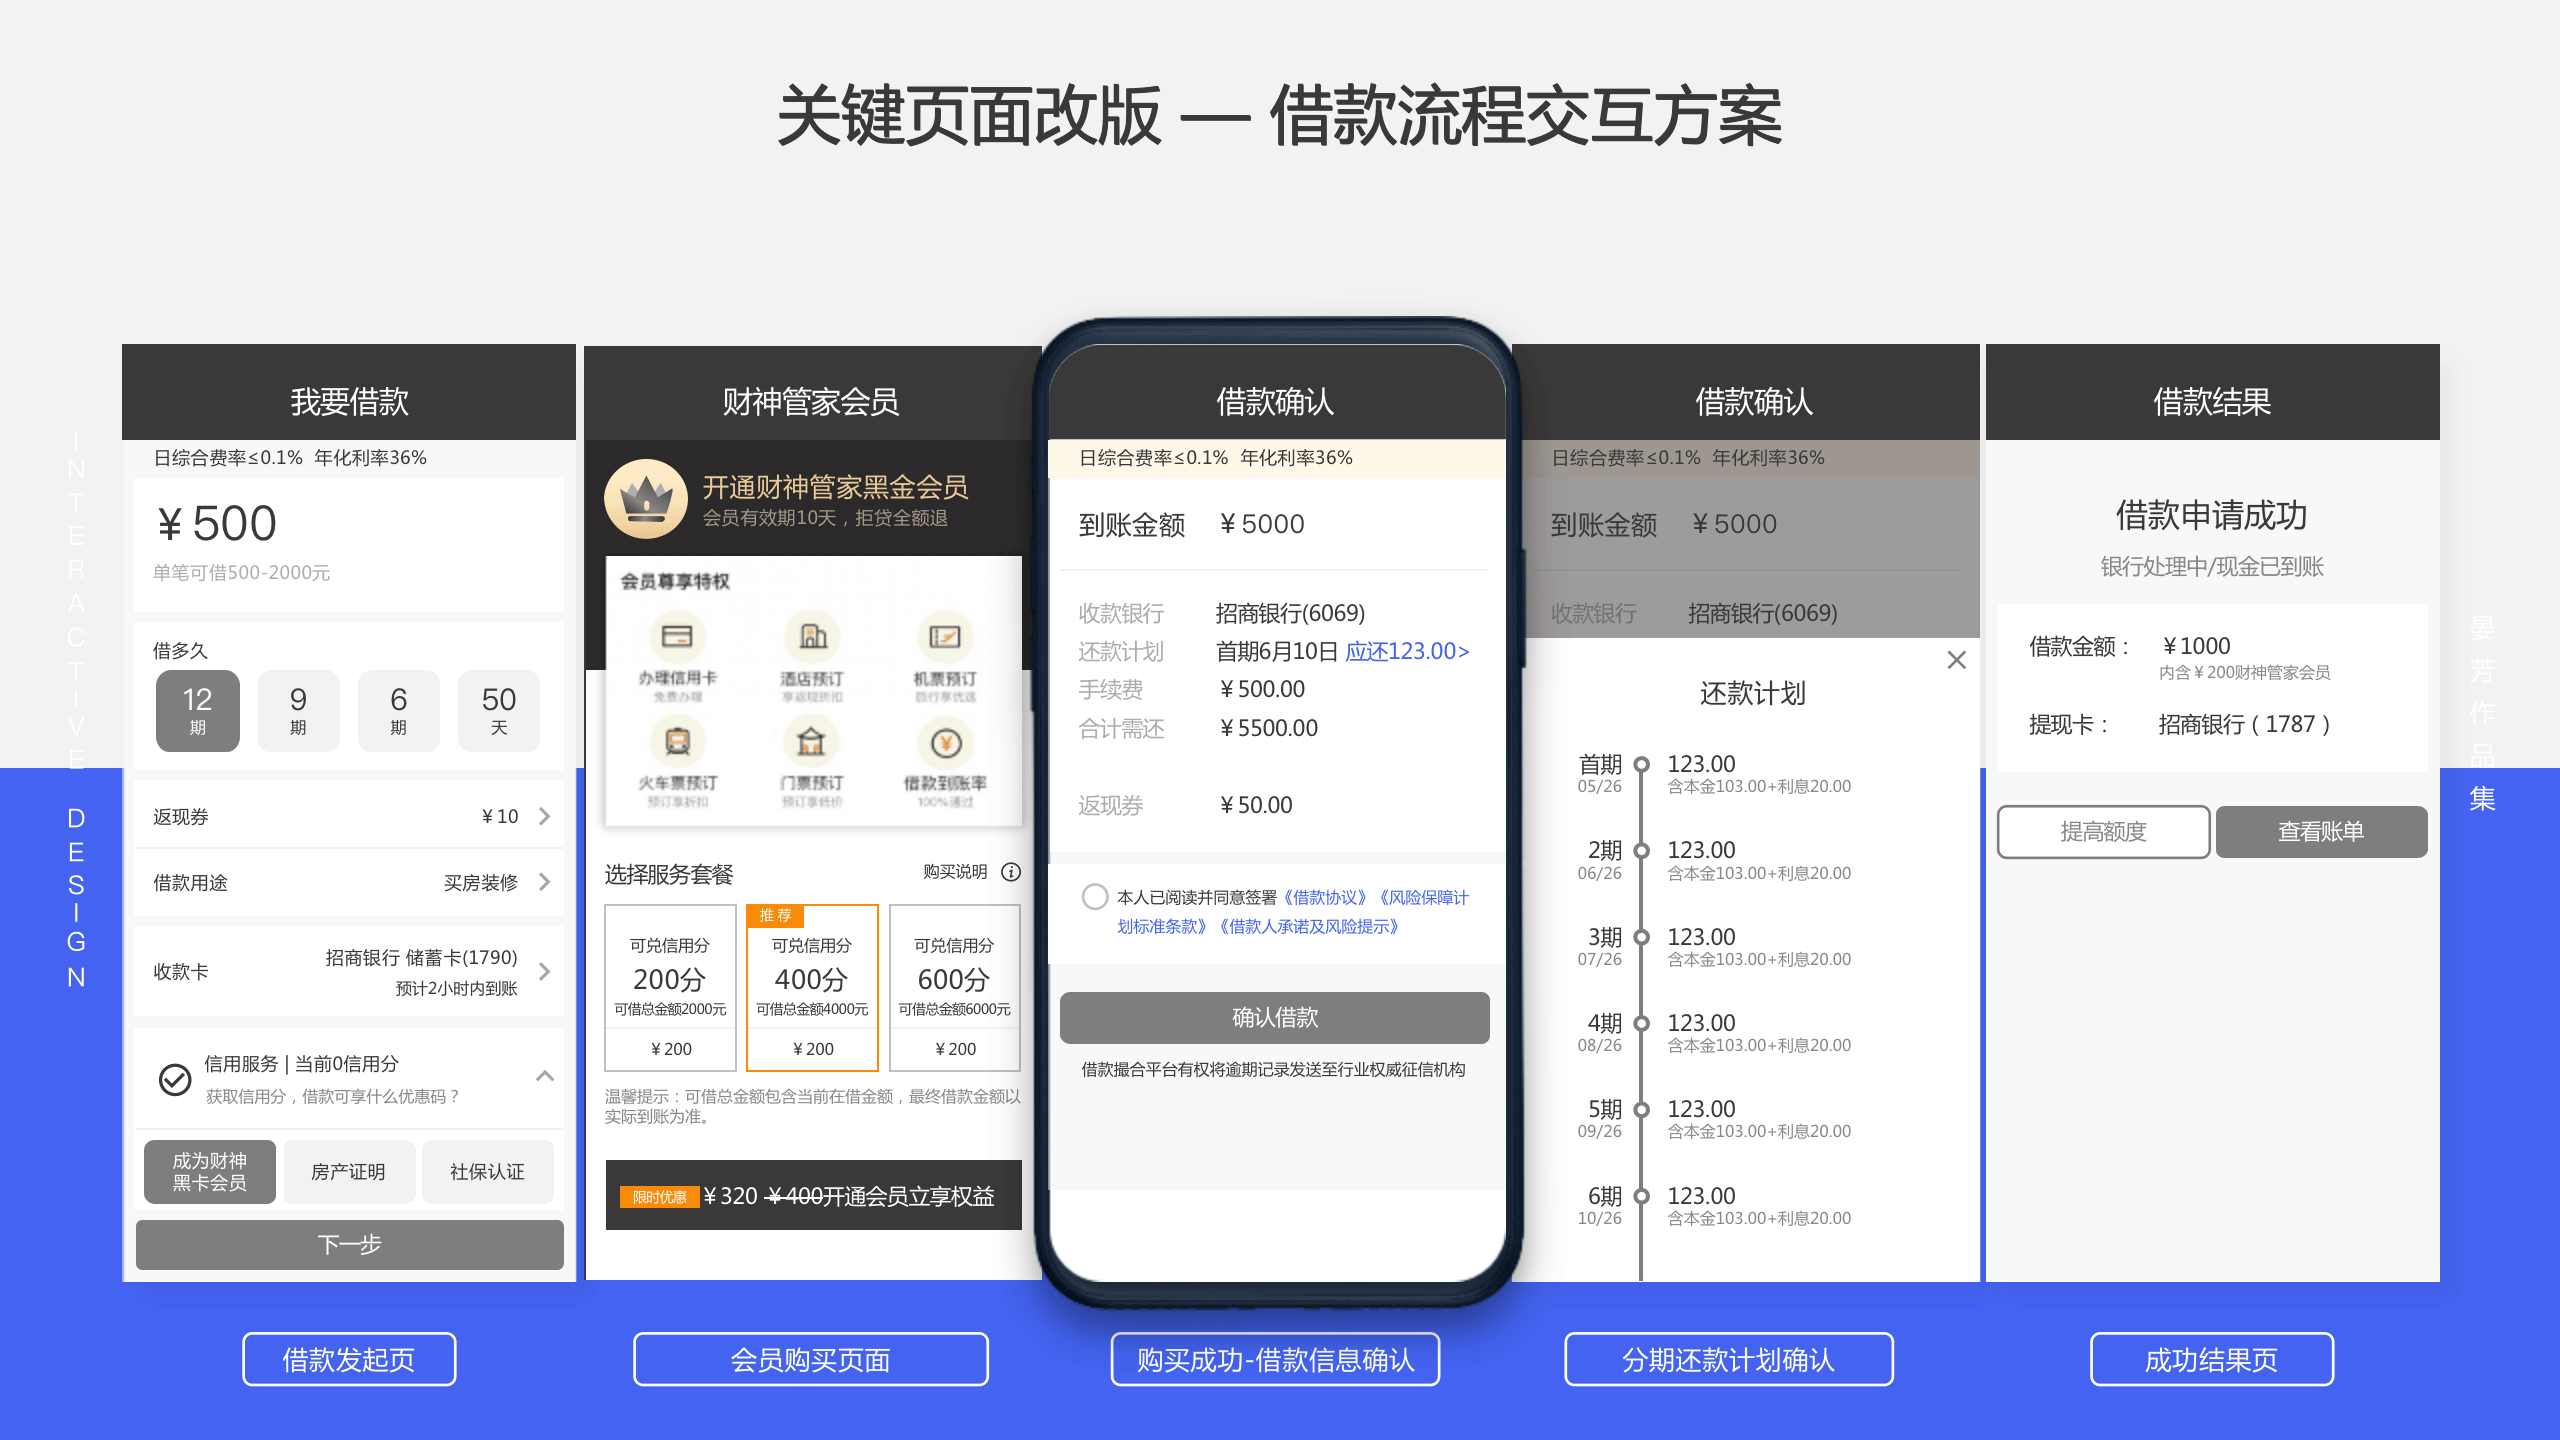 关键页面改版 — 借款流程交互方案
INTERACTIVE DESIGN
我要借款
日综合费率≤0.1% 年化利率36%
¥500
单笔可借500-2000元
借多久
12 9 6 50
期 期 期 天
返现券 ¥10
借款用途 买房装修
收款卡 招商银行 储蓄卡(1790)
预计2小时内到账
信用服务 | 当前0信用分
获取信用分，借款可享什么优惠码？
成为财神
黑卡会员
房产证明
社保认证
下一步
借款发起页
财神管家会员
开通财神管家黑金会员
会员有效期10天，拒贷全额退
会员尊享特权
办理信用卡 酒店预订 机票预订
免费办理 享返现折扣
火车票预订 门票预订 借款到账率
预订享折扣 预订享低价 100%通过
选择服务套餐 购买说明
推荐
可兑信用分 可兑信用分 可兑信用分
200分 400分 600分
可借总金额2000元 可借总金额4000元 可借总金额6000元
¥200 ¥200 ¥200
温馨提示：可借总金额包含当前在借金额，最终借款金额以
实际到账为准。
限时优惠 ¥320 ¥400开通会员立享权益
会员购买页面
借款确认
日综合费率≤0.1% 年化利率36%
到账金额 ¥5000
收款银行 招商银行(6069)
还款计划 首期6月10日 应还123.00>
手续费 ¥500.00
合计需还 ¥5500.00
返现券 ¥50.00
本人已阅读并同意签署《借款协议》《风险保障计
划标准条款》《借款人承诺及风险提示》
确认借款
借款撮合平台有权将逾期记录发送至行业权威征信机构
购买成功-借款信息确认
借款确认
日综合费率≤0.1% 年化利率36%
到账金额 ¥5000
收款银行 招商银行(6069)
还款计划
首期 123.00
05/26 含本金103.00+利息20.00
2期 123.00
06/26 含本金103.00+利息20.00
3期 123.00
07/26 含本金103.00+利息20.00
4期 123.00
08/26 含本金103.00+利息20.00
5期 123.00
09/26 含本金103.00+利息20.00
6期 123.00
10/26 含本金103.00+利息20.00
分期还款计划确认
借款结果
借款申请成功
银行处理中/现金已到账
借款金额： ¥1000
内含¥200财神管家会员
提现卡： 招商银行（1787）
提高额度 查看账单
成功结果页
晏芳作品集